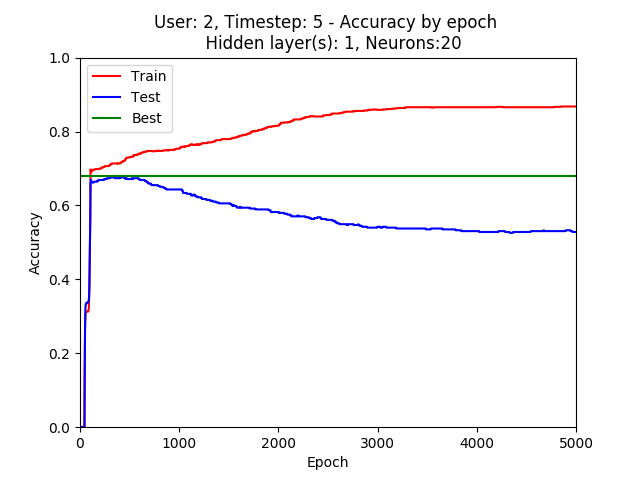 User: 2, Timestep: 5 - Accuracy by epoch
Hidden layer(s): 1, Neurons:20
1.0
0.8
0.6
0.4
0.2
0.0
Accuracy
Train
Test
Best
0 1000 2000 3000 4000 5000
Epoch